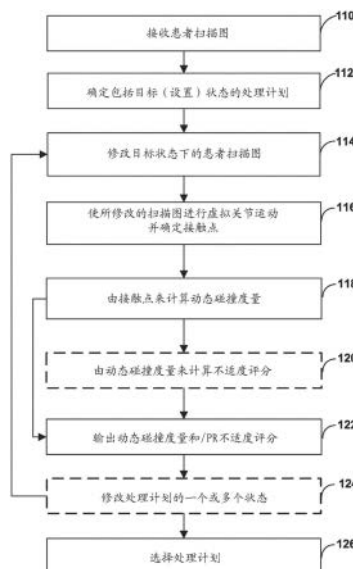 110
接收患者扫描图
112
确定包括目标（设置）状态的处理计划
114
修改目标状态下的患者扫描图
116
使所修改的扫描图进行虚拟关节运动
并确定接触点
118
由接触点来计算动态碰撞度量
120
由动态碰撞度量来计算不适度评分
122
输出动态碰撞度量和/PR不适度评分
124
修改处理计划的一个或多个状态
126
选择处理计划